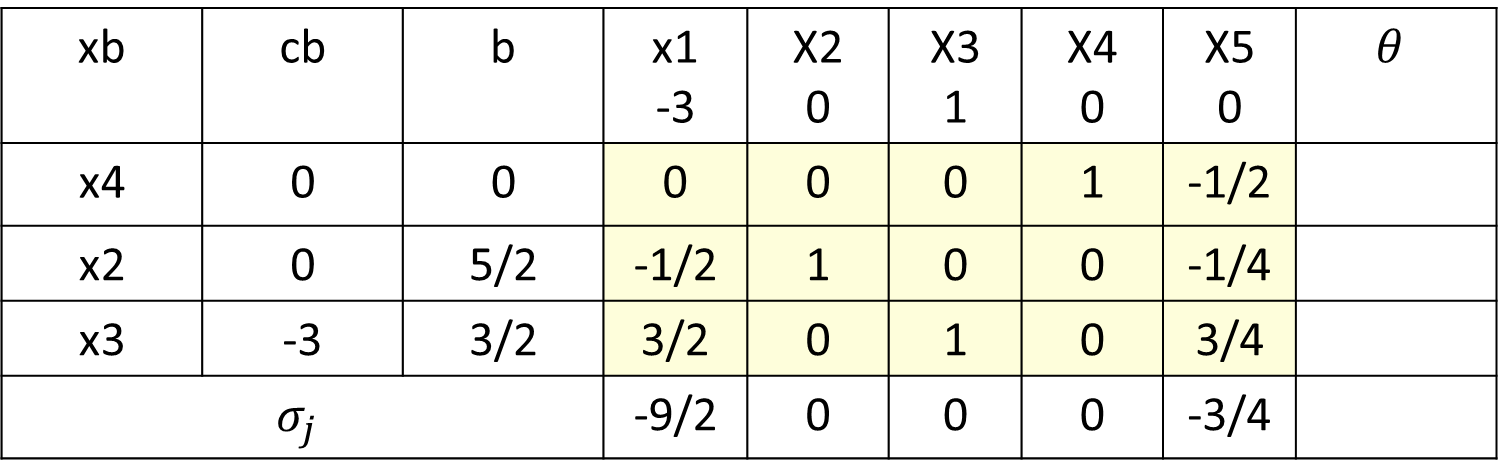 xb cb b x1 X2 X3 X4 X5 θ
-3 0 1 0 0
x4 0 0 0 0 0 1 -1/2
x2 0 5/2 -1/2 1 0 0 -1/4
x3 -3 3/2 3/2 0 1 0 3/4
σj -9/2 0 0 0 -3/4